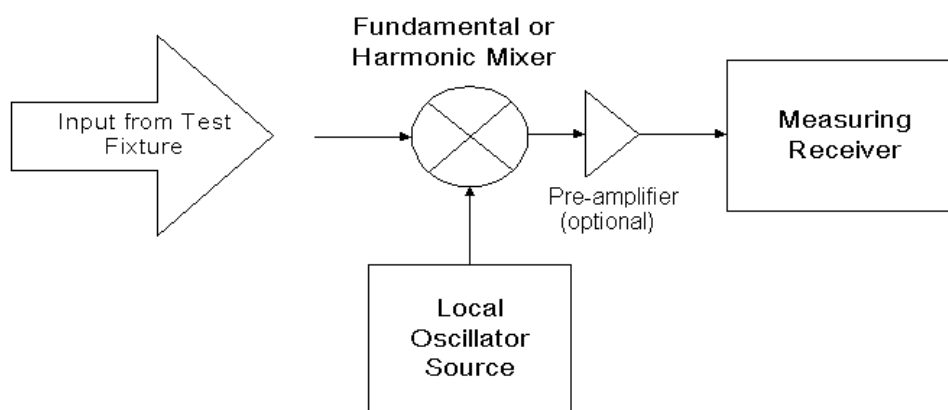 Fundamental or
Harmonic Mixer
Input from Test
Fixture
Measuring
Receiver
Pre-amplifier
(optional)
Local
Oscillator
Source